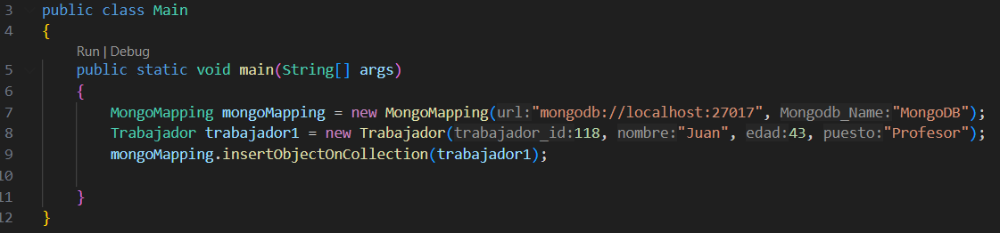 3 public class Main
4 {
Run | Debug
5 public static void main(String[] args)
6 {
7 MongoMapping mongoMapping = new MongoMapping(url:"mongodb://localhost:27017", Mongodb_Name:"MongoDB");
8 Trabajador trabajador1 = new Trabajador(trabajador_id:118, nombre:"Juan", edad:43, puesto:"Profesor");
9 mongoMapping.insertObjectOnCollection(trabajador1);
10
11 }
12 }